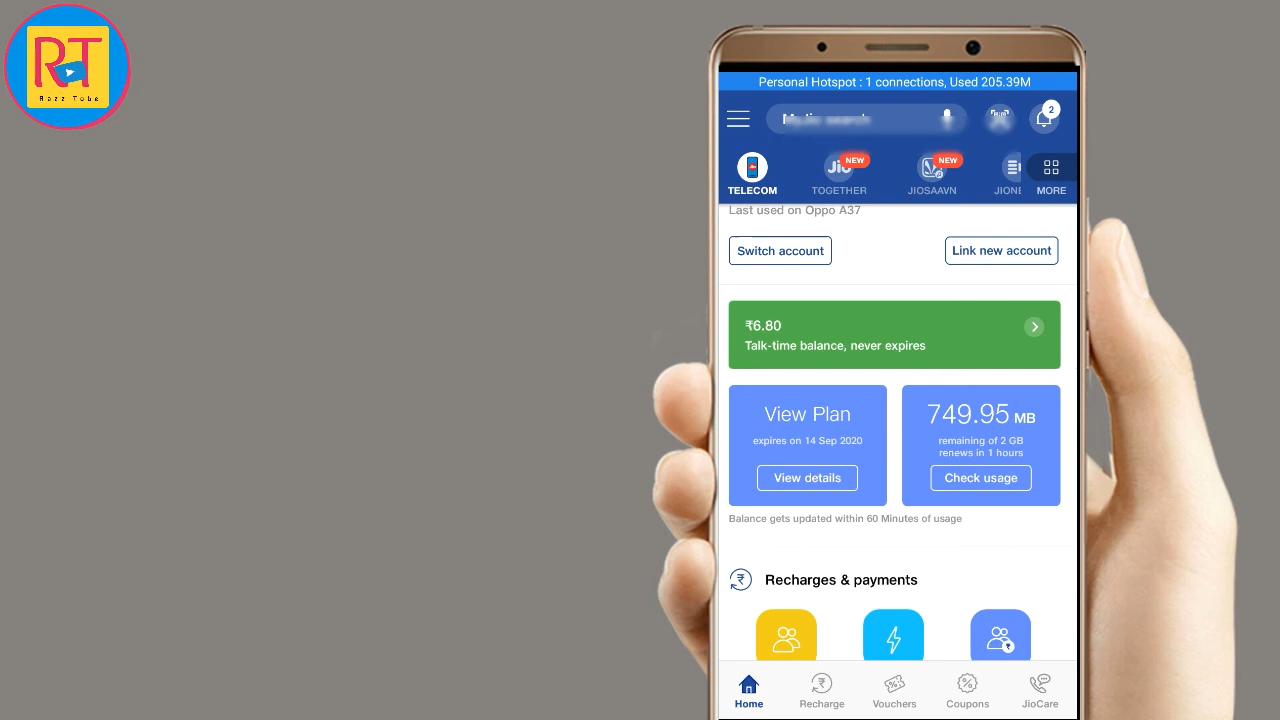 RT
Razz Tube
Personal Hotspot : 1 connections, Used 205.39M
2
NEW
NEW
Jio
TELECOM
TOGETHER
JIOSAAVN
MORE
Last used on Oppo A37
Switch account
Link new account
₹6.80
Talk-time balance, never expires
View Plan
expires on 14 Sep 2020
View details
749.95 MB
remaining of 2 GB
renews in 1 hours
Check usage
Balance gets updated within 60 Minutes of usage
Recharges & payments
Home
Recharge
Vouchers
Coupons
JioCare